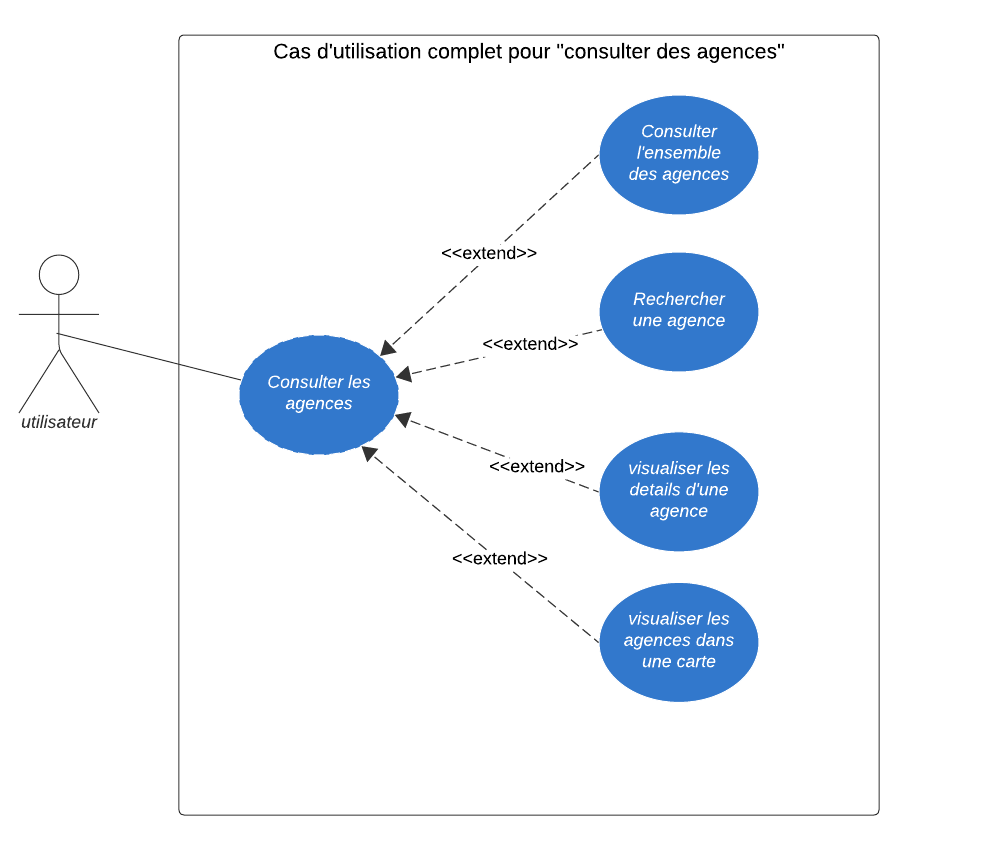 Cas d'utilisation complet pour "consulter des agences"
Consulter
l'ensemble
des agences
<<extend>>
Rechercher
une agence
<<extend>>
Consulter les
agences
utilisateur
<<extend>>
visualiser les
details d'une
agence
<<extend>>
visualiser les
agences dans
une carte